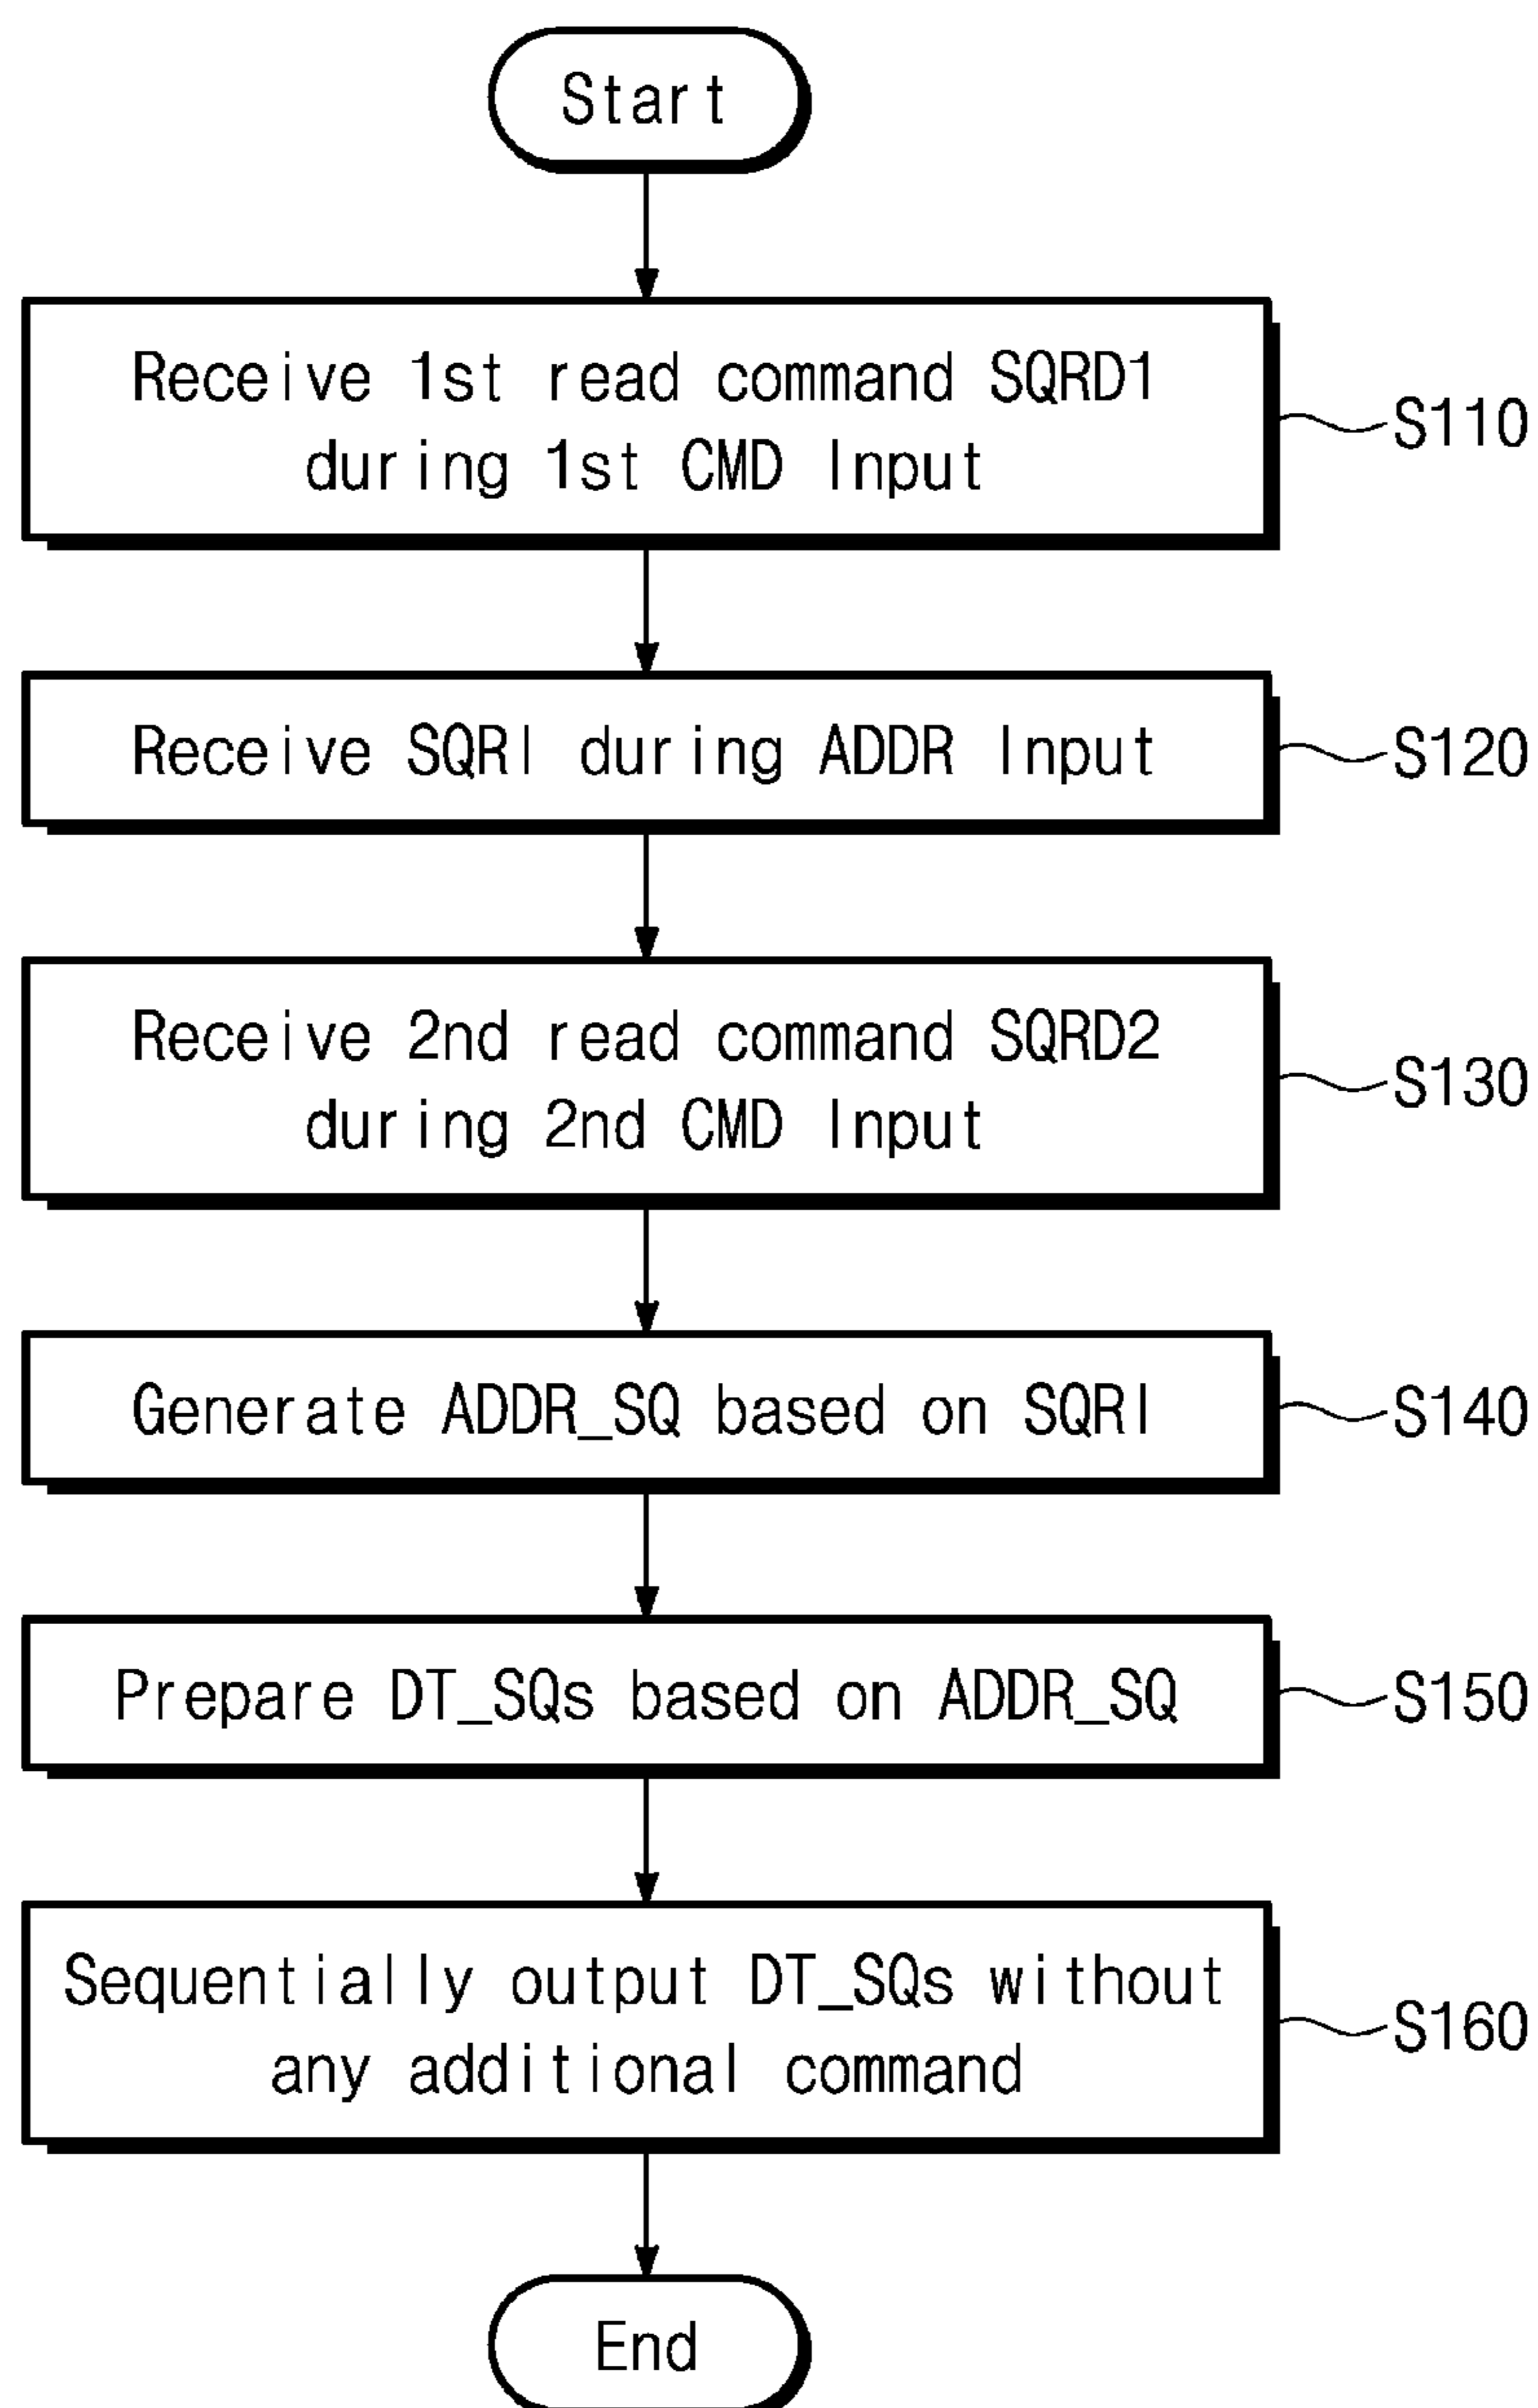 Start
Receive 1st read command SQRD1
during 1st CMD Input
S110
Receive SQRI during ADDR Input
S120
Receive 2nd read command SQRD2
during 2nd CMD Input
S130
Generate ADDR_SQ based on SQRI
S140
Prepare DT_SQs based on ADDR_SQ
S150
Sequentially output DT_SQs without
any additional command
S160
End